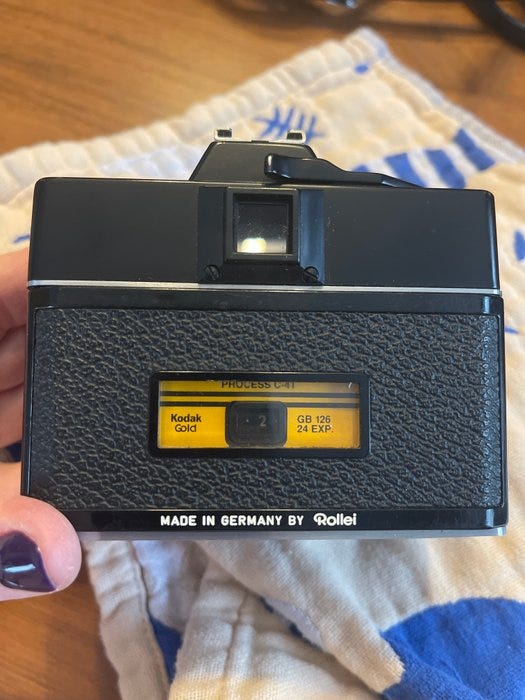 PROCESS C-41
Kodak
Gold
2
GB 126
24 EXP.
MADE IN GERMANY BY Rollei